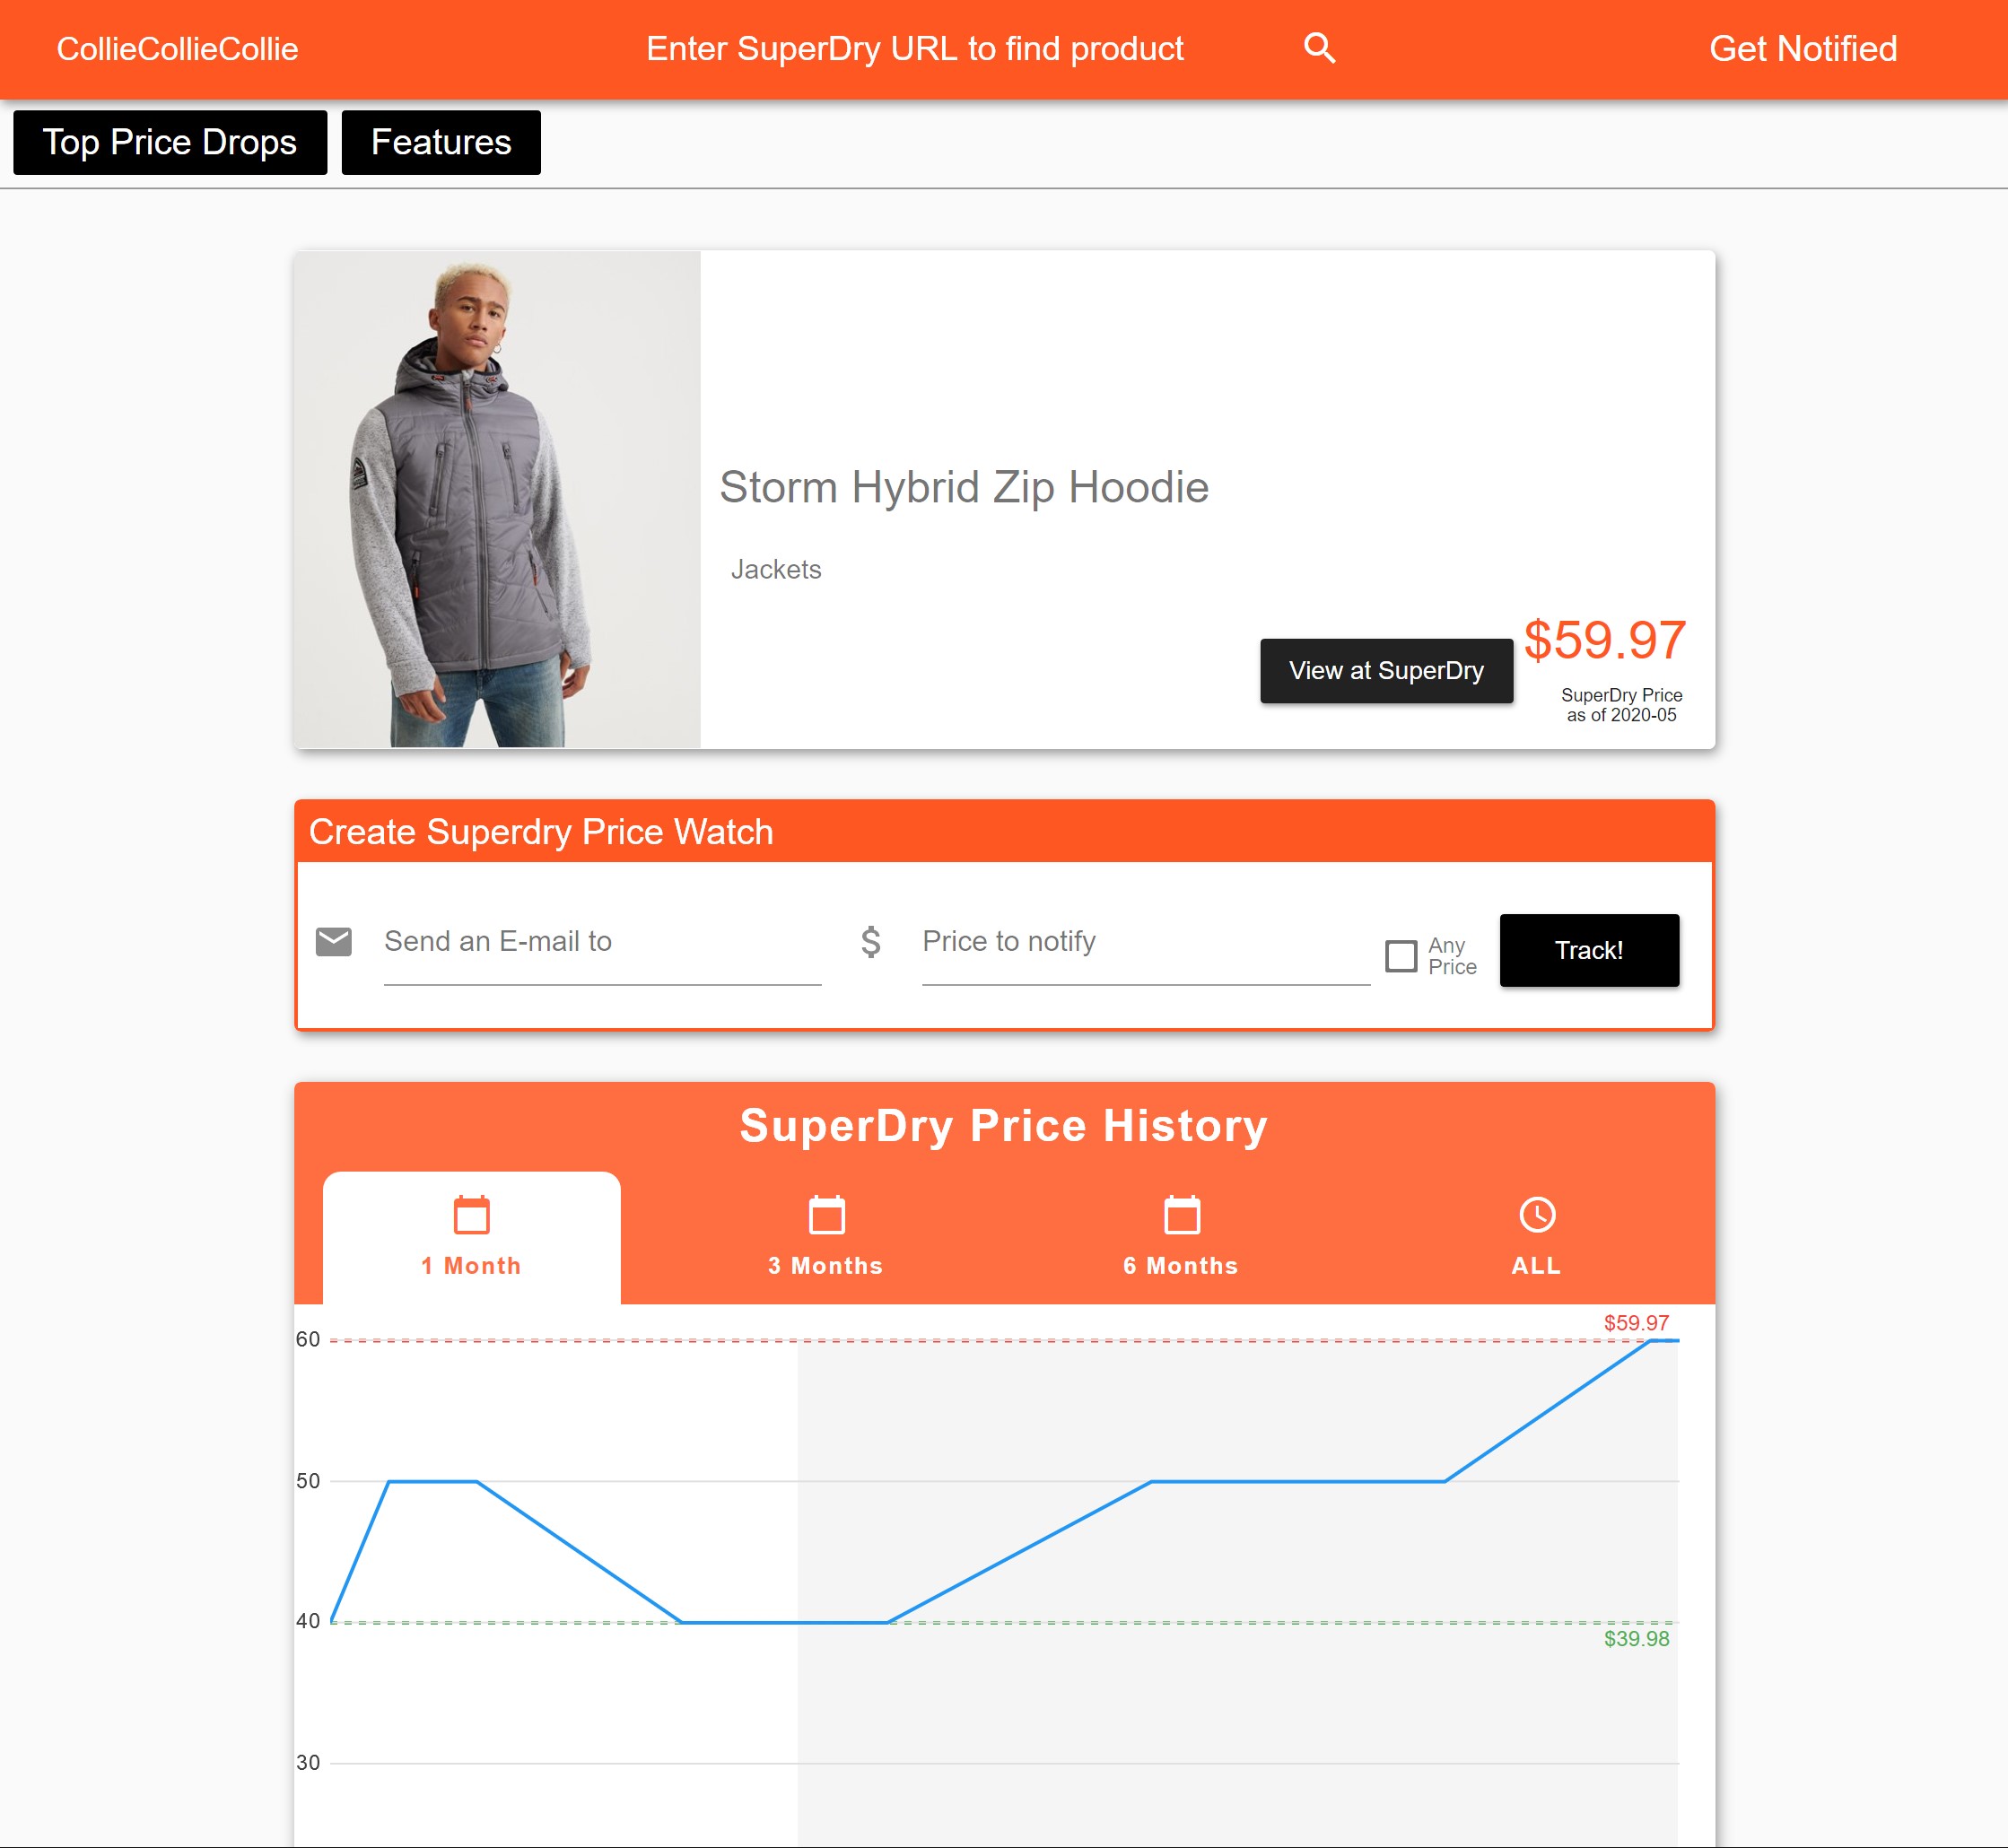 CollieCollieCollie
Enter SuperDry URL to find product
Get Notified
Top Price Drops
Features
Storm Hybrid Zip Hoodie
Jackets
View at SuperDry
$59.97
SuperDry Price
as of 2020-05
Create Superdry Price Watch
Send an E-mail to
$
Price to notify
Any
Price
Track!
SuperDry Price History
1 Month
3 Months
6 Months
ALL
$59.97
60
50
40
$39.98
30